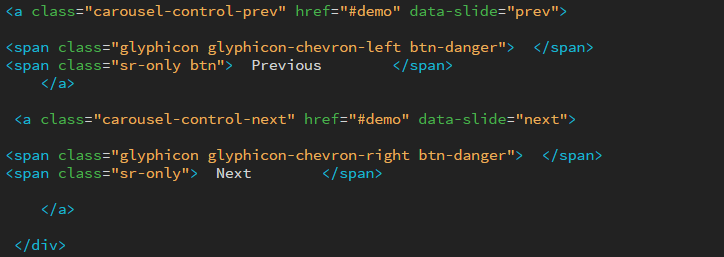 <a class="carousel-control-prev" href="#demo" data-slide="prev">
<span class="glyphicon glyphicon-chevron-left btn-danger">  </span>
<span class="sr-only btn">  Previous        </span>
</a>
<a class="carousel-control-next" href="#demo" data-slide="next">
<span class="glyphicon glyphicon-chevron-right btn-danger">  </span>
<span class="sr-only">  Next        </span>
</a>
</div>